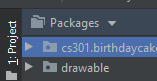 1: Project
Packages
cs301.birthdaycake
drawable